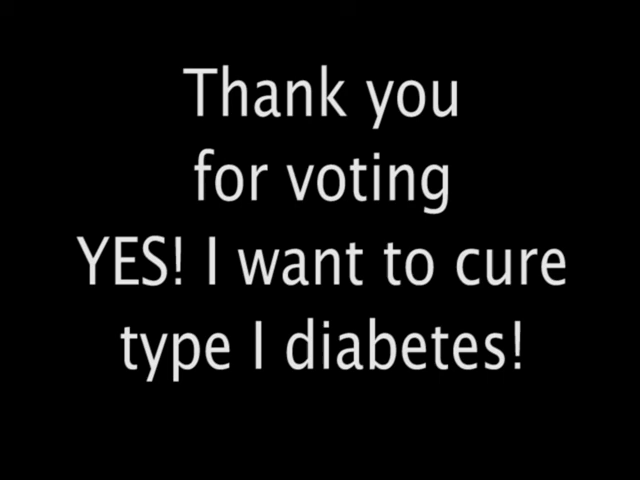 Thank you
for voting
YES! I want to cure
type I diabetes!